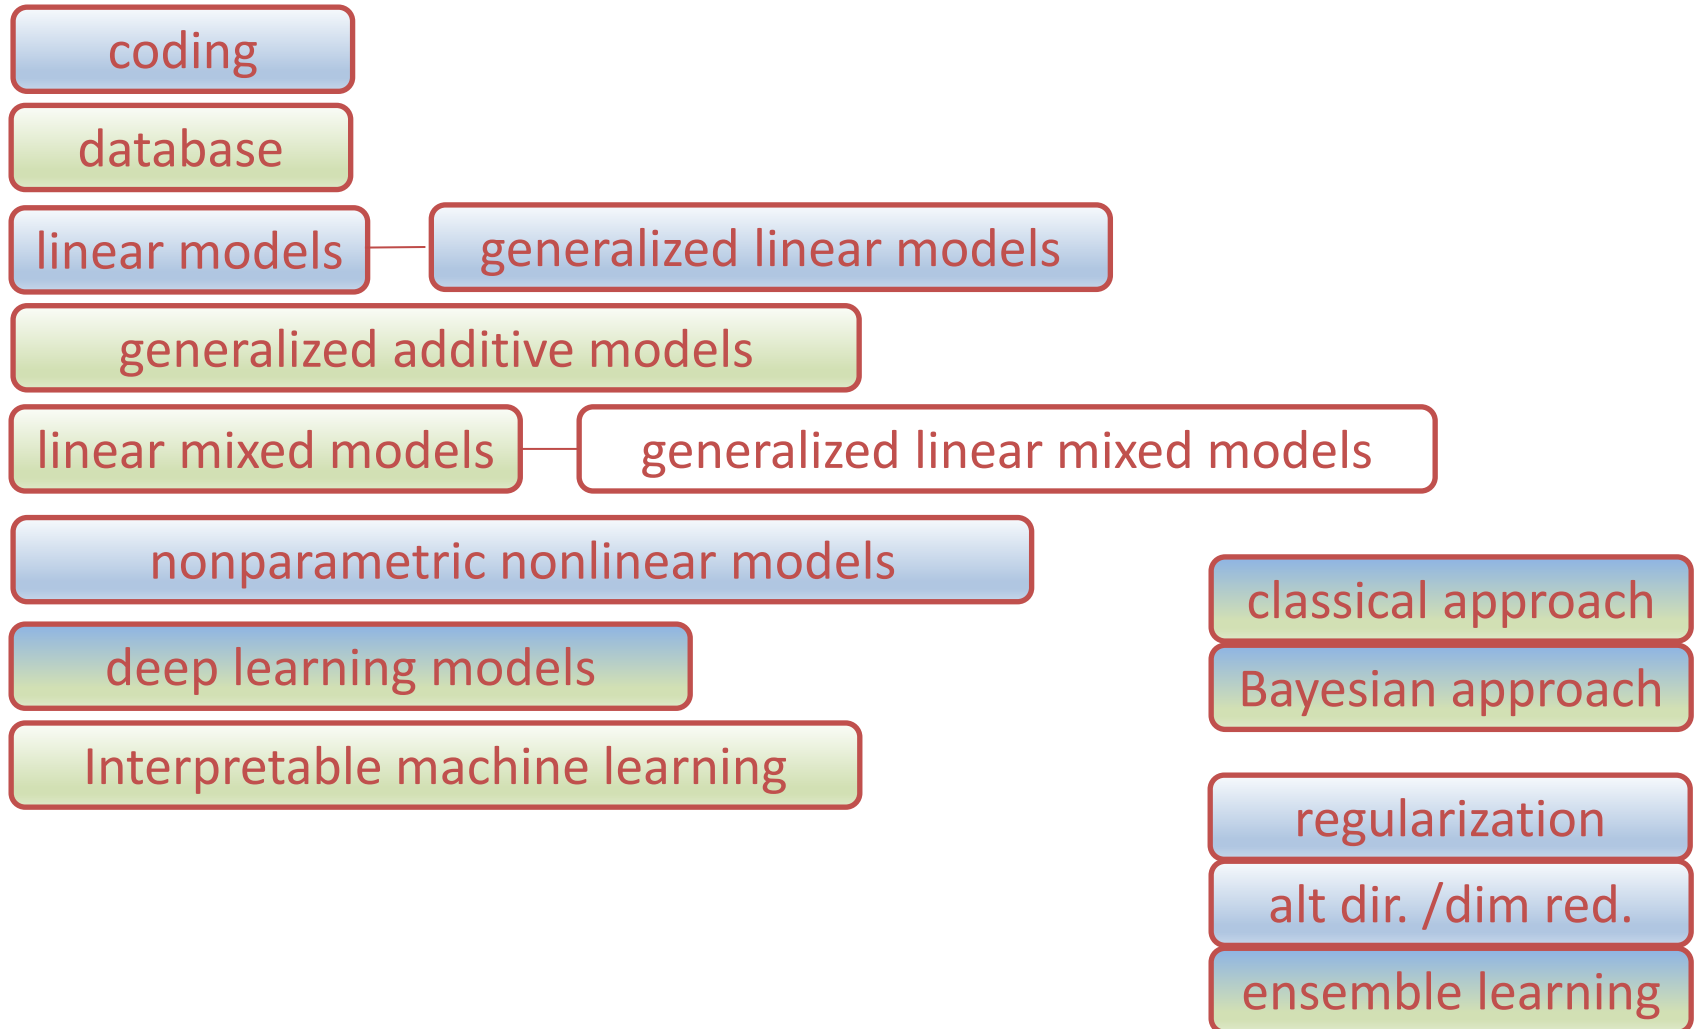 coding
database
linear models
generalized linear models
generalized additive models
linear mixed models
generalized linear mixed models
nonparametric nonlinear models
deep learning models
Interpretable machine learning
classical approach
Bayesian approach
regularization
alt dir. /dim red.
ensemble learning